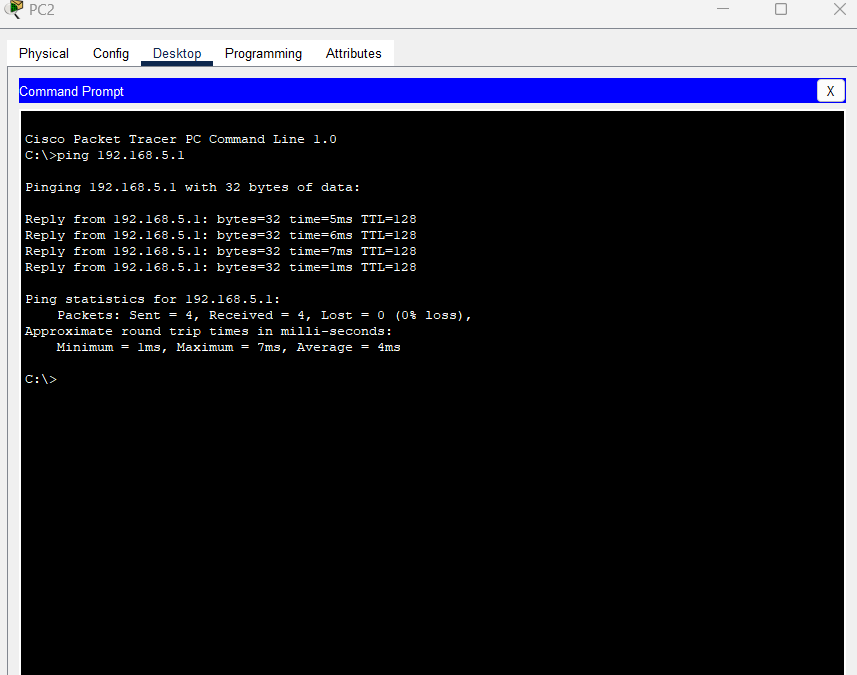 PC2
Physical Config Desktop Programming Attributes
Command Prompt X
Cisco Packet Tracer PC Command Line 1.0
C:\>ping 192.168.5.1
Pinging 192.168.5.1 with 32 bytes of data:
Reply from 192.168.5.1: bytes=32 time=5ms TTL=128
Reply from 192.168.5.1: bytes=32 time=6ms TTL=128
Reply from 192.168.5.1: bytes=32 time=7ms TTL=128
Reply from 192.168.5.1: bytes=32 time=1ms TTL=128
Ping statistics for 192.168.5.1:
Packets: Sent = 4, Received = 4, Lost = 0 (0% loss),
Approximate round trip times in milli-seconds:
Minimum = 1ms, Maximum = 7ms, Average = 4ms
C:\>